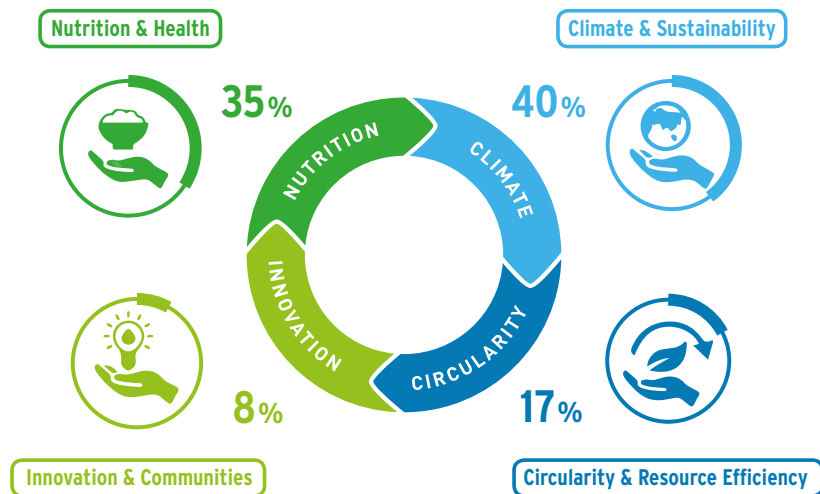 Nutrition & Health
Climate & Sustainability
35%
40%
NUTRITION
CLIMATE
INNOVATION
CIRCULARITY
8%
17%
Innovation & Communities
Circularity & Resource Efficiency